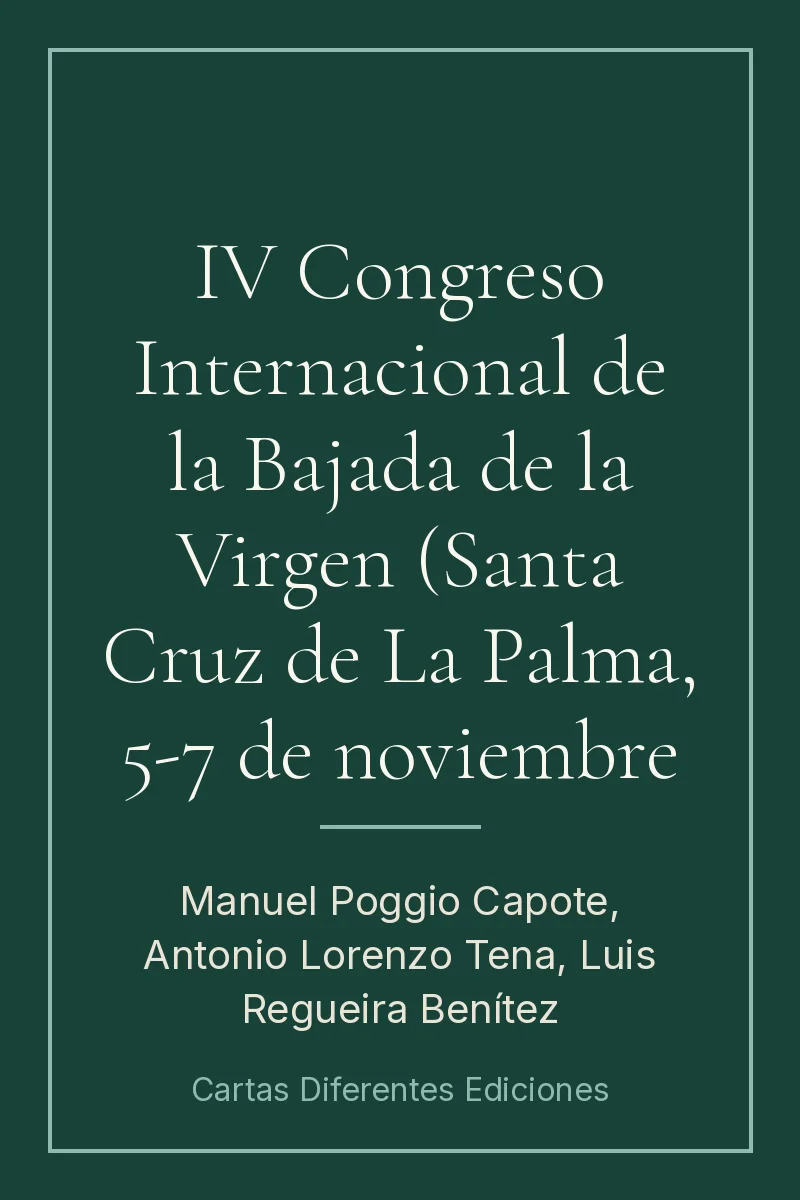 IV Congreso
Internacional de
la Bajada de la
Virgen (Santa
Cruz de La Palma,
5-7 de noviembre
Manuel Poggio Capote,
Antonio Lorenzo Tena, Luis
Regueira Benítez
Cartas Diferentes Ediciones